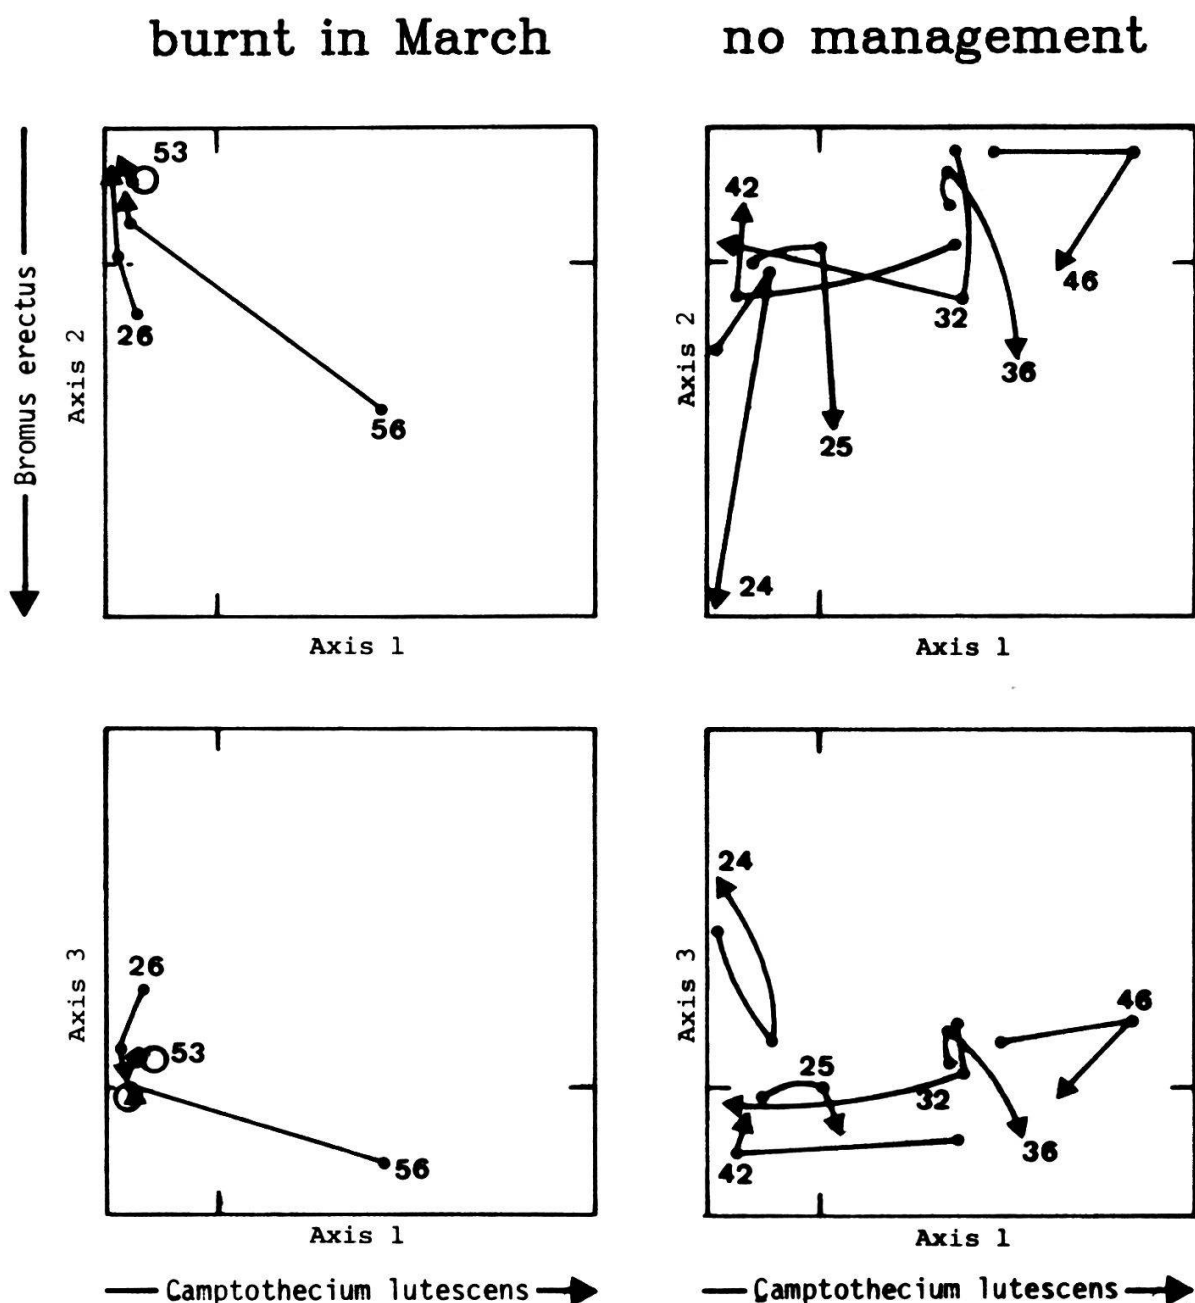 burnt in March
no management
53
26
56
Bromus erectus
Axis 2
Axis 1
42
46
32
36
25
24
Axis 2
Axis 1
26
53
56
Axis 3
Axis 1
Camptothecium lutescens
24
46
25
32
36
42
Axis 3
Axis 1
Camptothecium lutescens